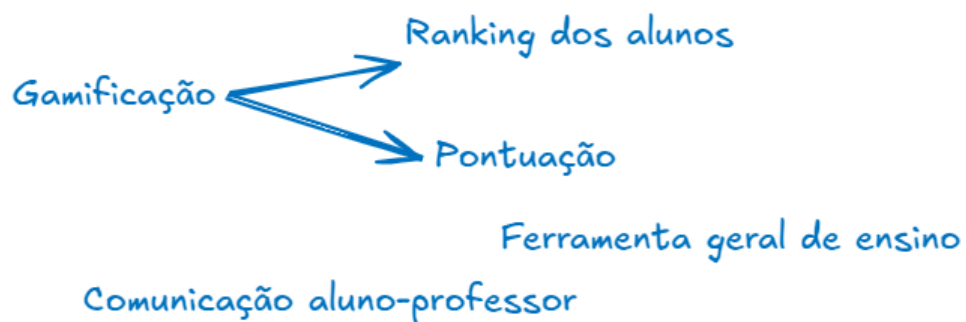 Ranking dos alunos
Gamificação
Pontuação
Ferramenta geral de ensino
Comunicação aluno-professor